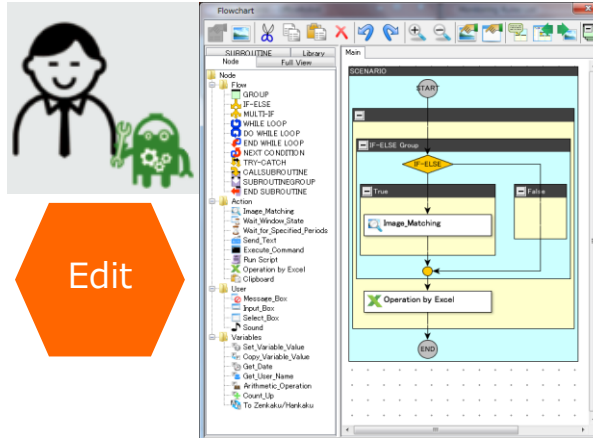 Edit
Flowchart
SUBROUTINE Library
Node Full View
Node
Flow
GROUP
IF-ELSE
MULTI-IF
WHILE LOOP
DO WHILE LOOP
END WHILE LOOP
NEXT CONDITION
TRY-CATCH
CALLSUBROUTINE
SUBROUTINEGROUP
END SUBROUTINE
Action
Image_Matching
Wait_Window_State
Wait_for_Specified_Periods
Send_Text
Execute_Command
Run Script
Operation by Excel
Clipboard
User
Message_Box
Input_Box
Select_Box
Sound
Variables
Set_Variable_Value
Copy_Variable_Value
Get_Date
Get_User_Name
Arithmetic_Operation
Count_Up
To Zenkaku/Hankaku
Main
SCENARIO
START
IF-ELSE Group
IF-ELSE
True
False
Image_Matching
Operation by Excel
END